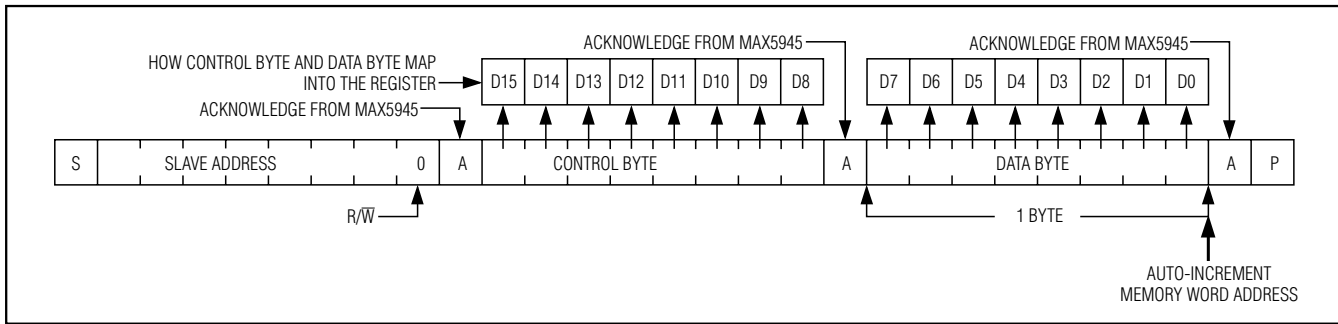 ACKNOWLEDGE FROM MAX5945
ACKNOWLEDGE FROM MAX5945
HOW CONTROL BYTE AND DATA BYTE MAP
INTO THE REGISTER
D15 D14 D13 D12 D11 D10 D9 D8
D7 D6 D5 D4 D3 D2 D1 D0
ACKNOWLEDGE FROM MAX5945
S SLAVE ADDRESS 0 A CONTROL BYTE A DATA BYTE A P
R/W̅
1 BYTE
AUTO-INCREMENT
MEMORY WORD ADDRESS